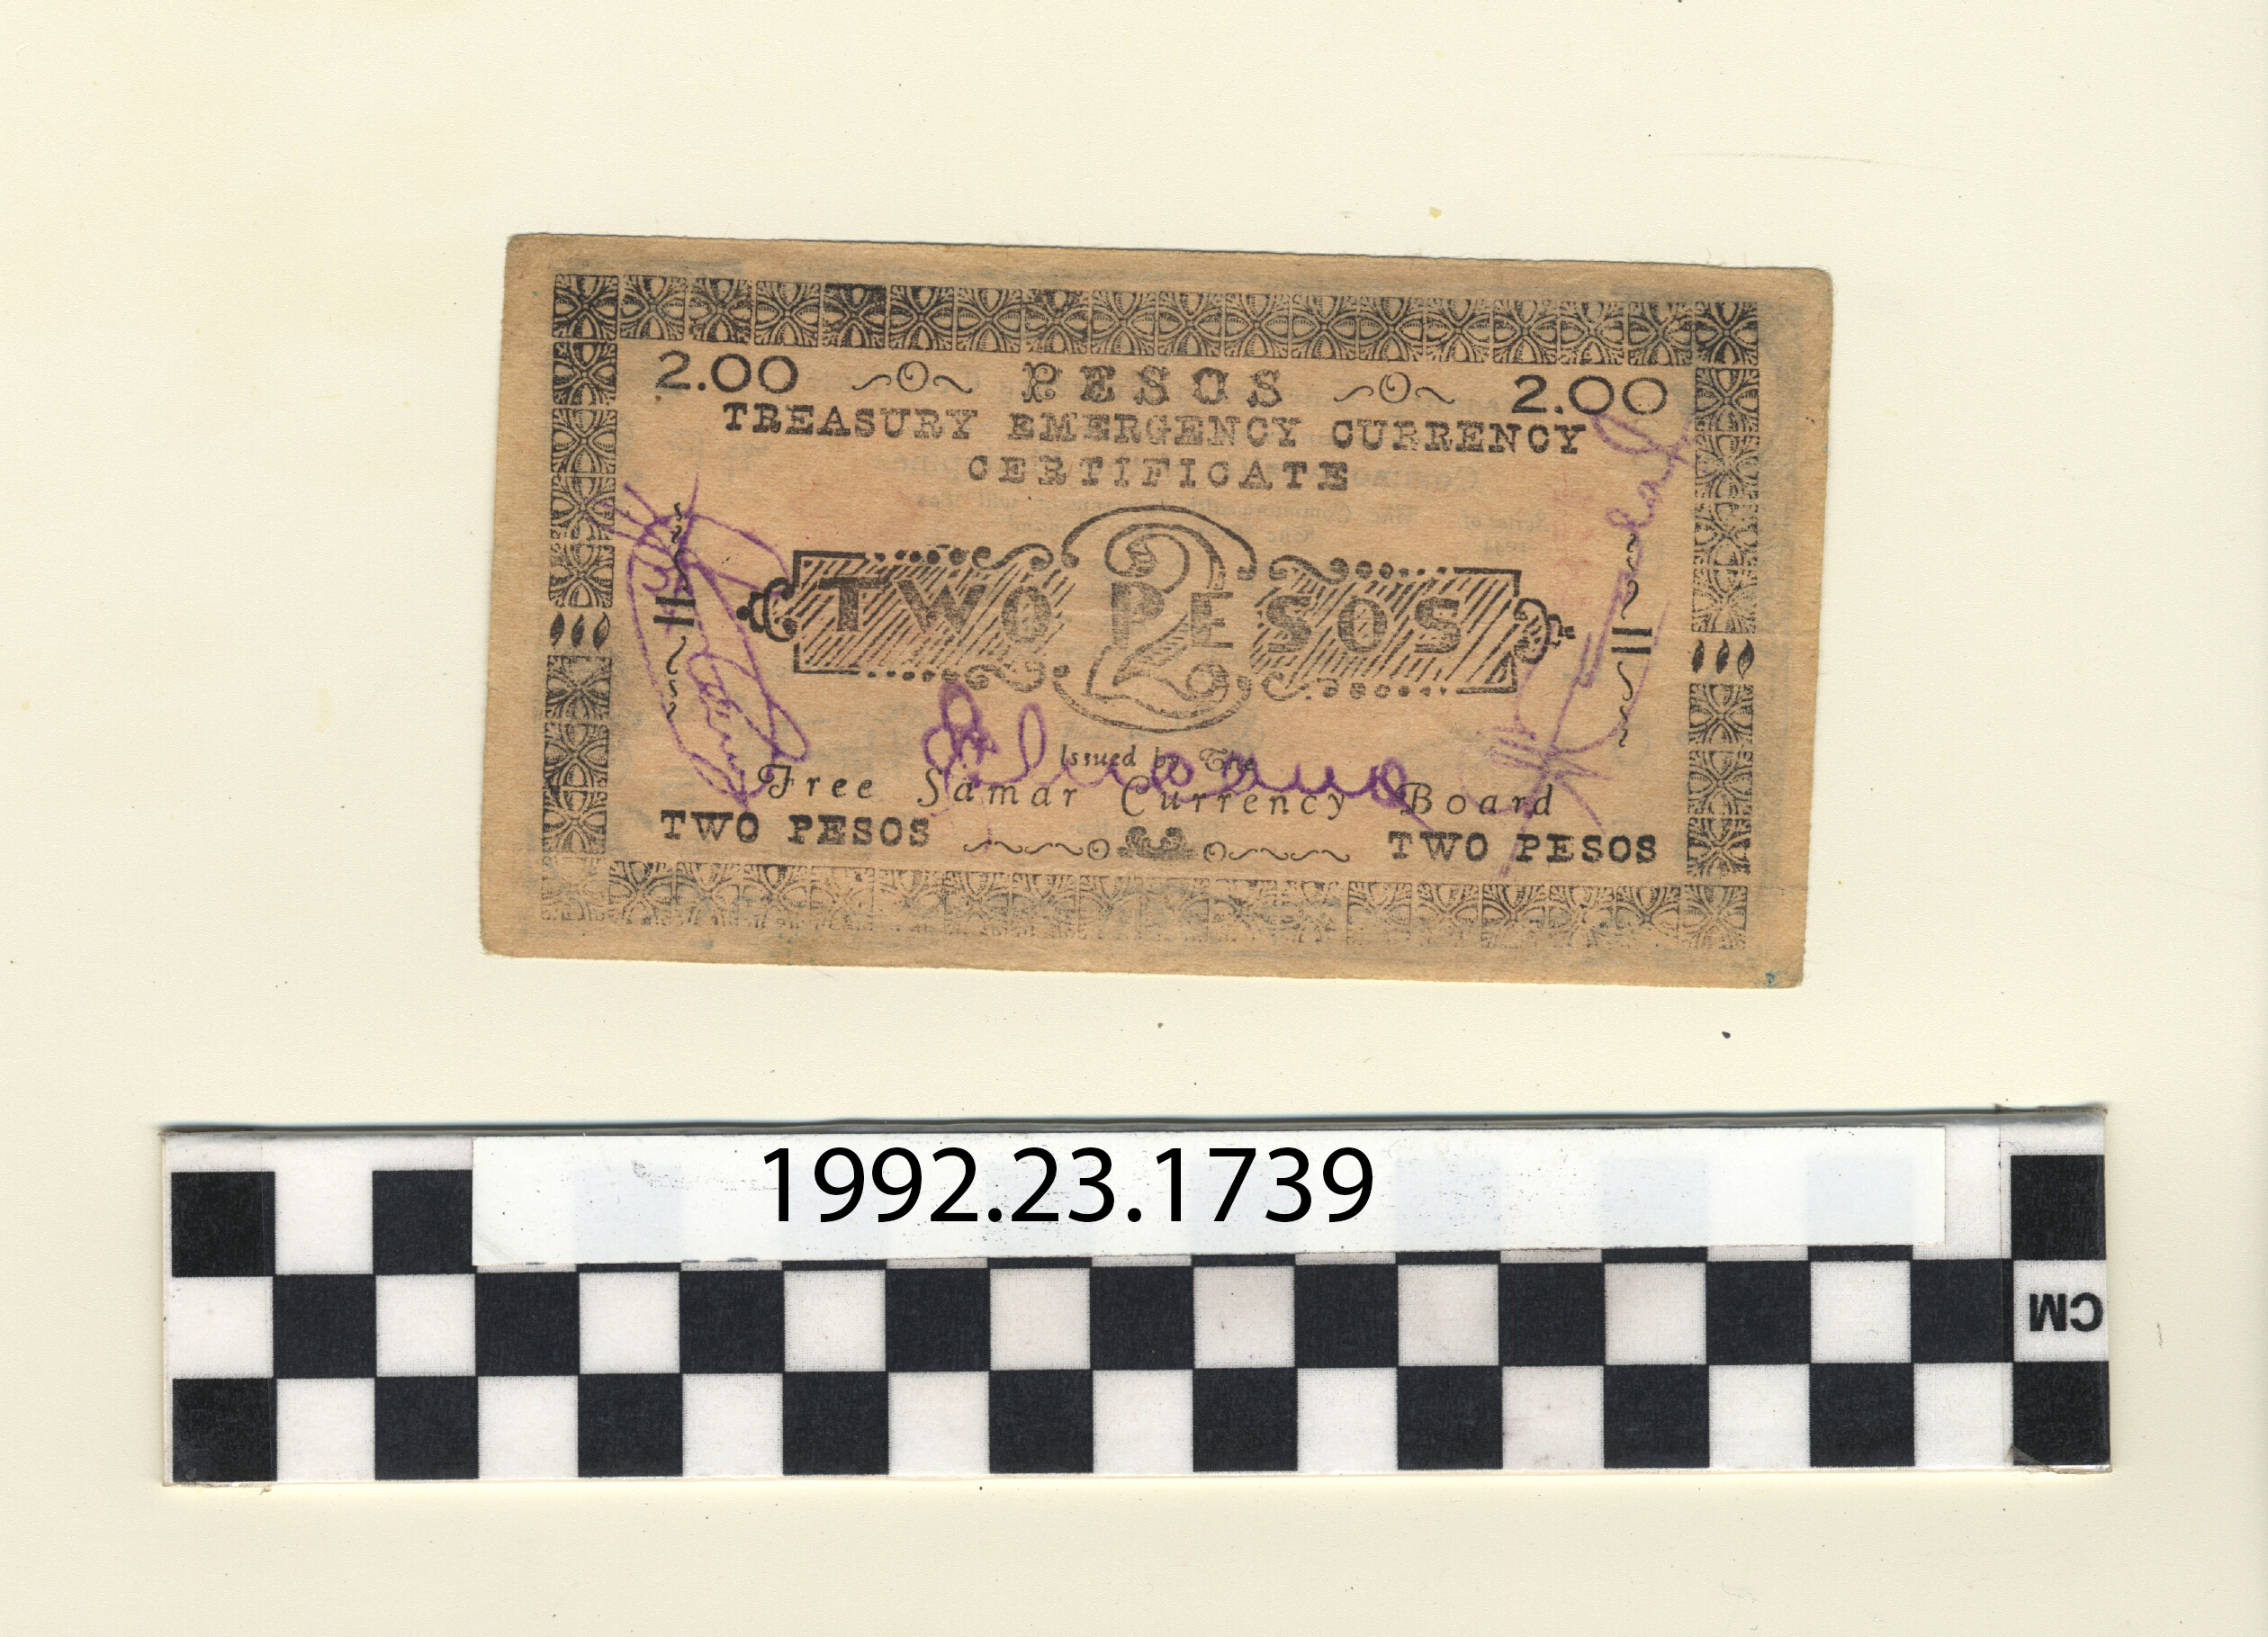 2.00 PESOS 2.00
TREASURY EMERGENCY CURRENCY
CERTIFICATE
TWO PESOS
2
Issued by The
Free Samar Currency Board
TWO PESOS TWO PESOS
1992.23.1739
CM